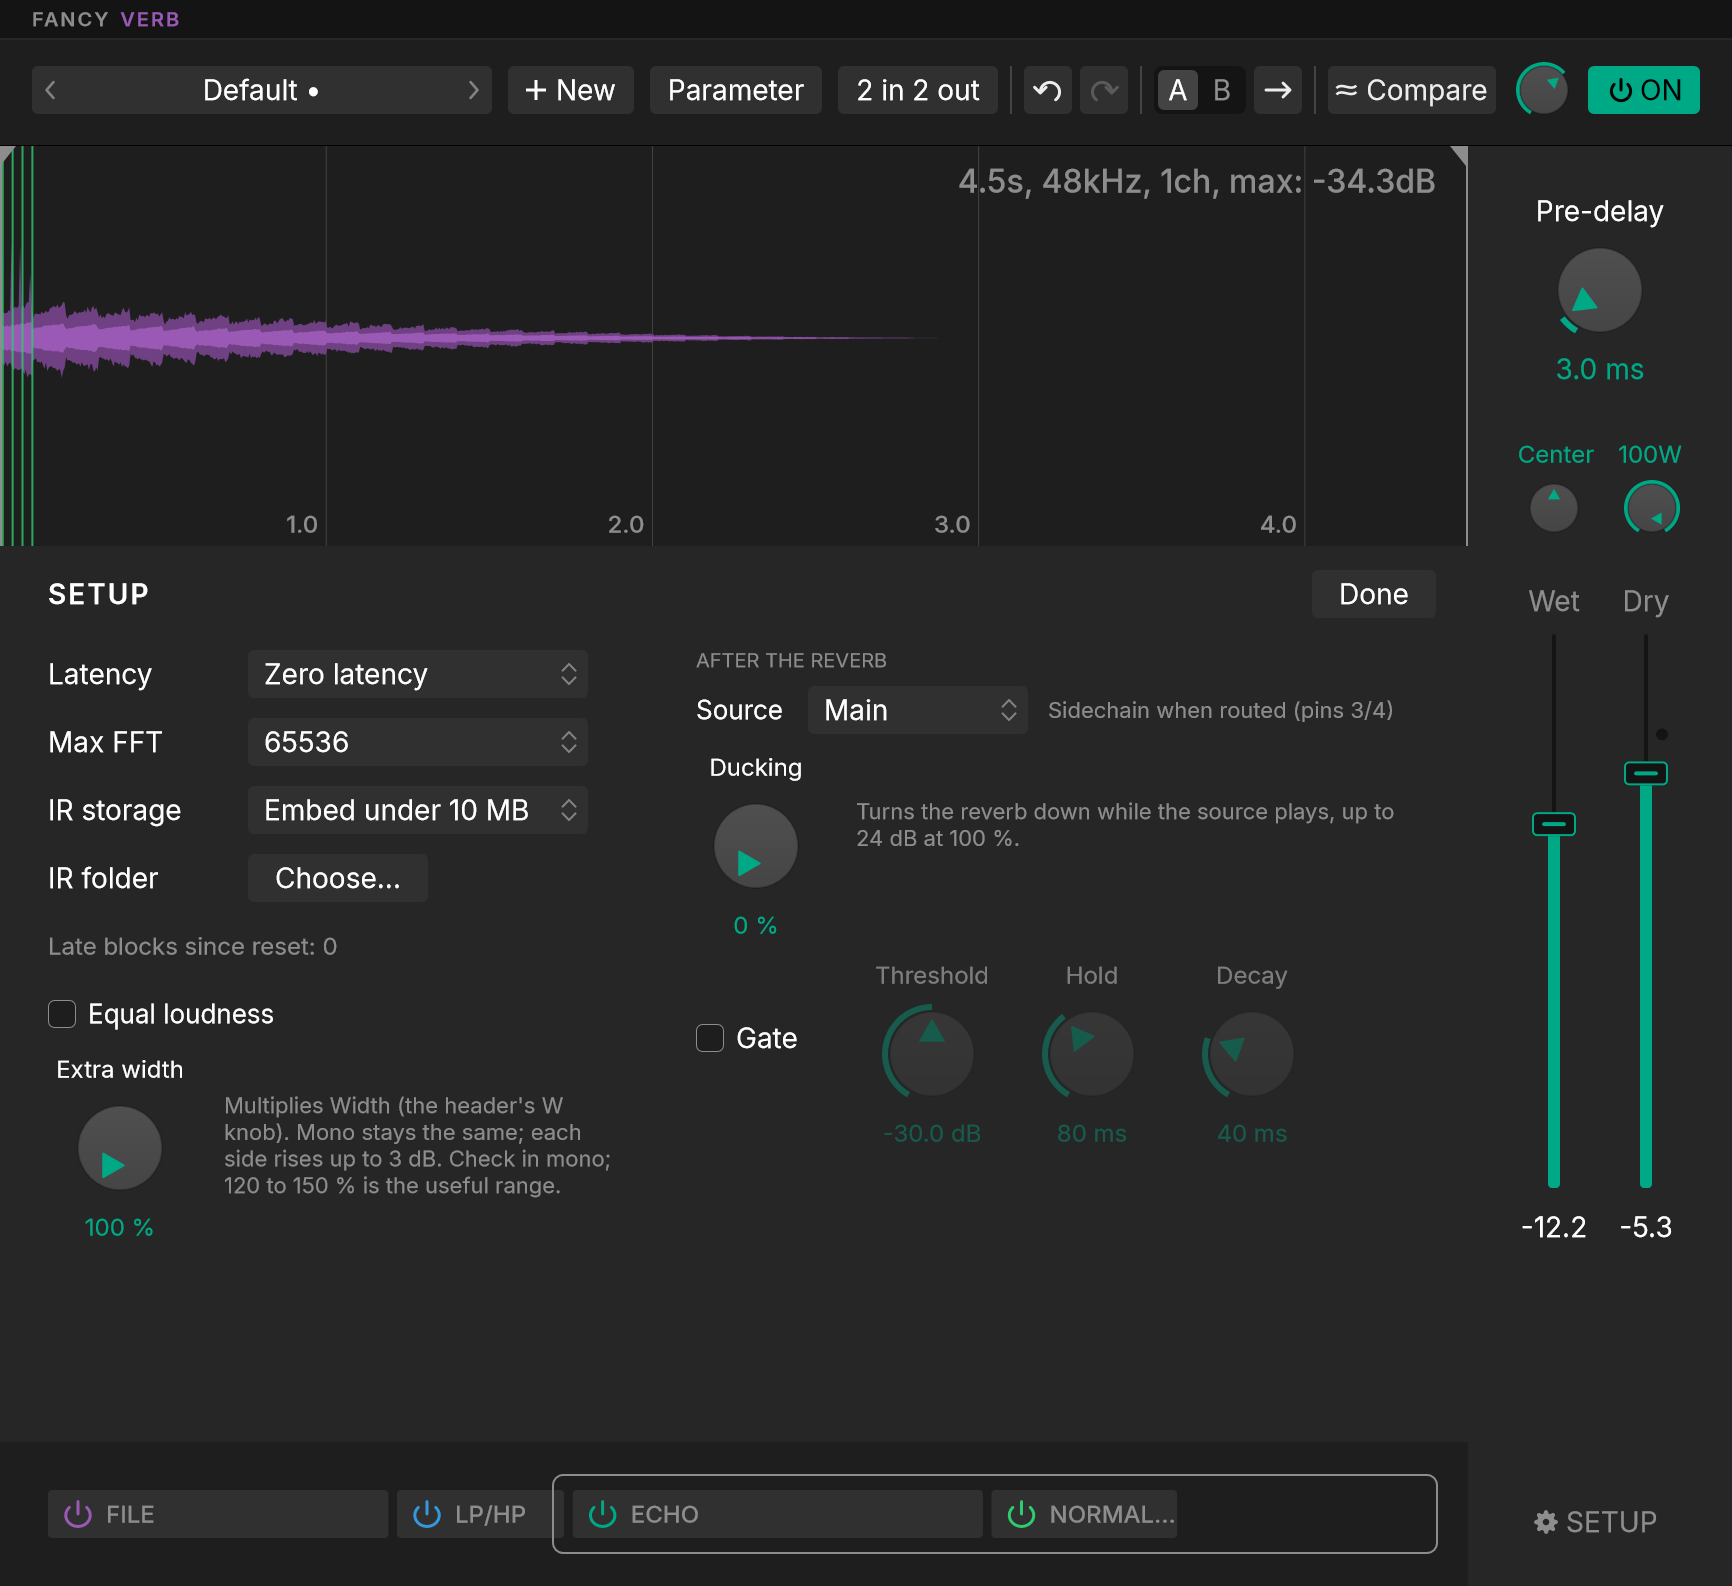 FANCY VERB
Default •
+ New
Parameter
2 in 2 out
A B
≈ Compare
ON
4.5s, 48kHz, 1ch, max: -34.3dB
1.0
2.0
3.0
4.0
Pre-delay
3.0 ms
Center
100W
Wet
Dry
-12.2
-5.3
SETUP
Done
Latency
Zero latency
Max FFT
65536
IR storage
Embed under 10 MB
IR folder
Choose...
Late blocks since reset: 0
Equal loudness
Extra width
100 %
Multiplies Width (the header's W
knob). Mono stays the same; each
side rises up to 3 dB. Check in mono;
120 to 150 % is the useful range.
AFTER THE REVERB
Source
Main
Sidechain when routed (pins 3/4)
Ducking
0 %
Turns the reverb down while the source plays, up to
24 dB at 100 %.
Gate
Threshold
-30.0 dB
Hold
80 ms
Decay
40 ms
FILE
LP/HP
ECHO
NORMAL...
SETUP